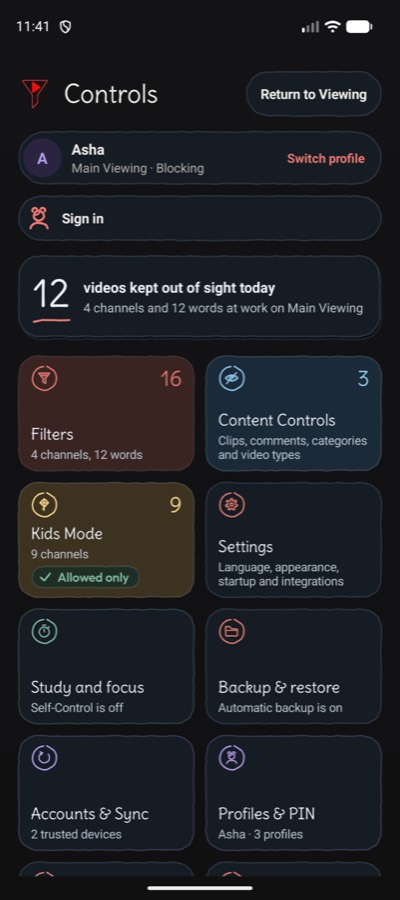 11:41
Controls
Return to Viewing
A
Asha
Main Viewing · Blocking
Switch profile
Sign in
12
videos kept out of sight today
4 channels and 12 words at work on Main Viewing
16
Filters
4 channels, 12 words
3
Content Controls
Clips, comments, categories
and video types
9
Kids Mode
9 channels
Allowed only
Settings
Language, appearance,
startup and integrations
Study and focus
Self-Control is off
Backup & restore
Automatic backup is on
Accounts & Sync
2 trusted devices
Profiles & PIN
Asha · 3 profiles